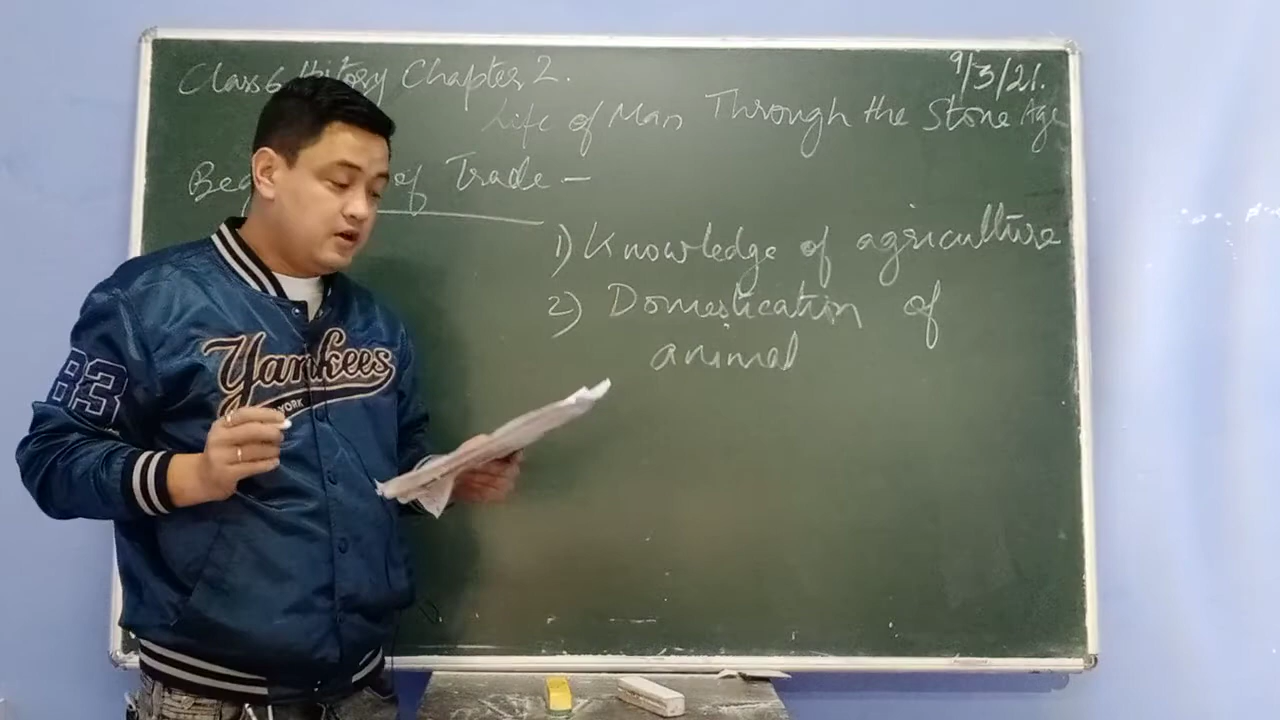 Class 6 History Chapter 2.
9/3/21.
Life of Man Through the Stone Age
of Trade -
1) Knowledge of agriculture
2) Domestication of
animal
Yankees
YORK
83